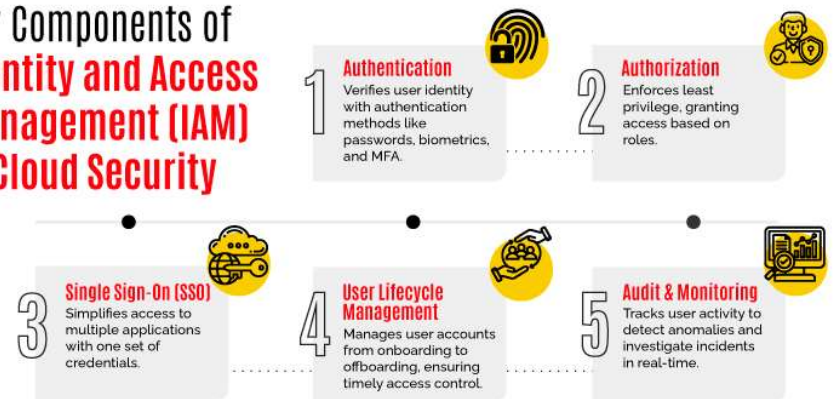 Components of
ntity and Access
nagement (IAM)
Cloud Security
1
Authentication
Verifies user identity
with authentication
methods like
passwords, biometrics,
and MFA.
2
Authorization
Enforces least
privilege, granting
access based on
roles.
3
Single Sign-On (SSO)
Simplifies access to
multiple applications
with one set of
credentials.
4
User Lifecycle
Management
Manages user accounts
from onboarding to
offboarding, ensuring
timely access control.
5
Audit & Monitoring
Tracks user activity to
detect anomalies and
investigate incidents
in real-time.